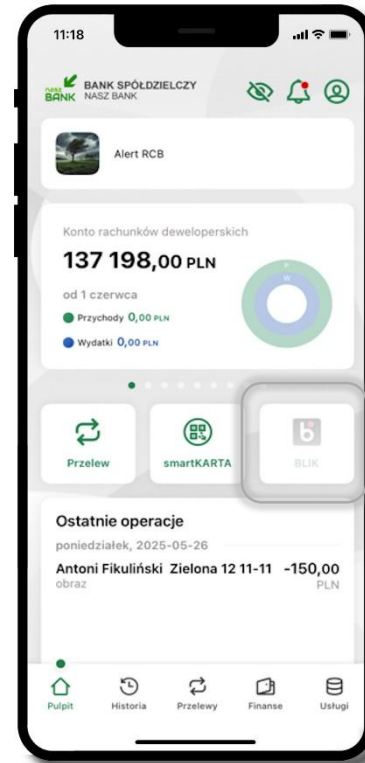 11:18
nasz
BANK
BANK SPÓŁDZIELCZY
NASZ BANK
Alert RCB
Konto rachunków deweloperskich
137 198,00 PLN
od 1 czerwca
Przychody 0,00 PLN
Wydatki 0,00 PLN
P
W
Przelew
smartKARTA
b
BLIK
Ostatnie operacje
poniedziałek, 2025-05-26
Antoni Fikuliński Zielona 12 11-11 -150,00
obraz PLN
Pulpit Historia Przelewy Finanse Usługi